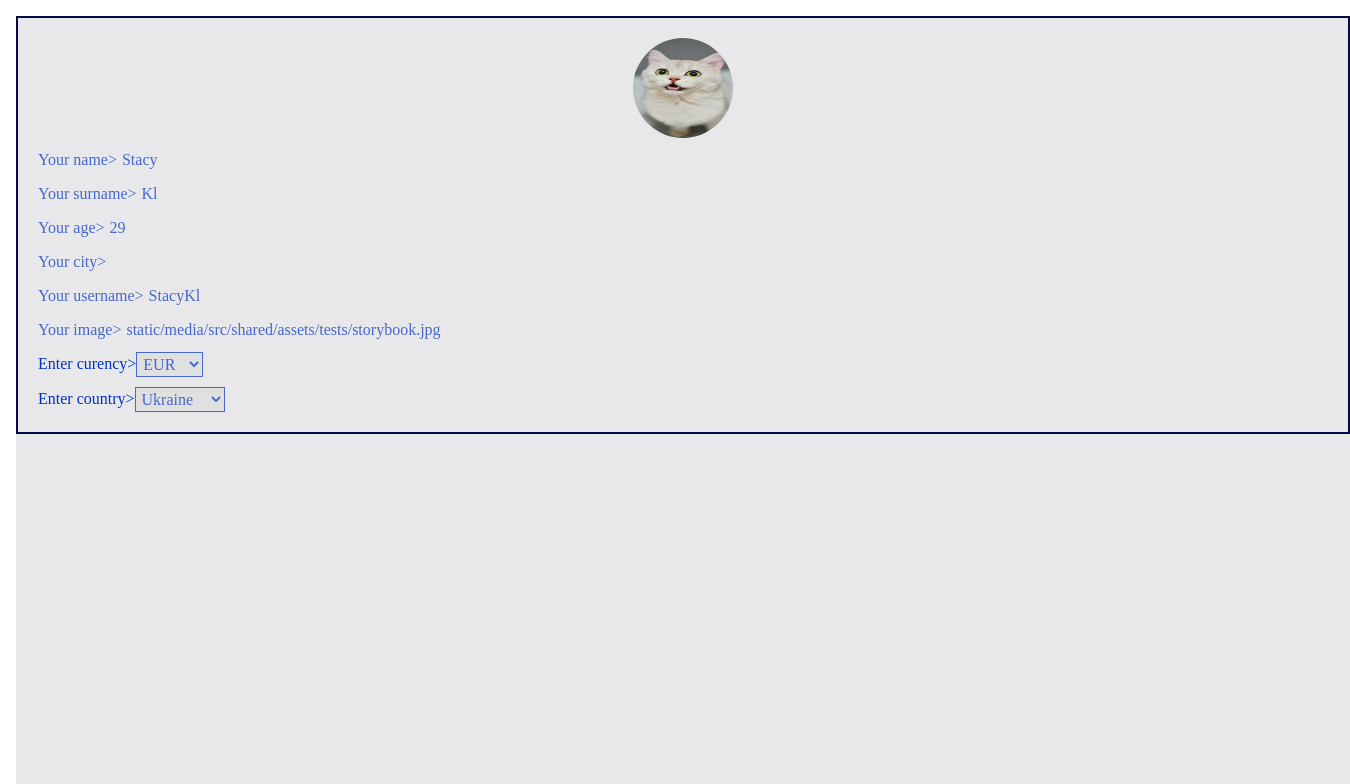 Your name> Stacy
Your surname> Kl
Your age> 29
Your city>
Your username> StacyKl
Your image> static/media/src/shared/assets/tests/storybook.jpg
Enter curency> EUR
Enter country> Ukraine